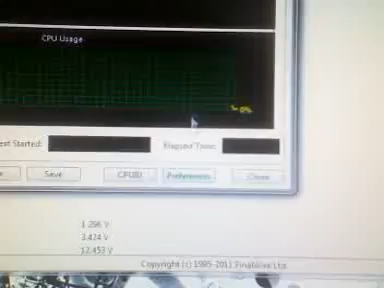 CPU Usage
0%
est Started:
Elapsed Time:
Save
CPUID
Preferences
Close
1.296 V
3.424 V
12.453 V
Copyright (c) 1995-2011 Finalwire Ltd.